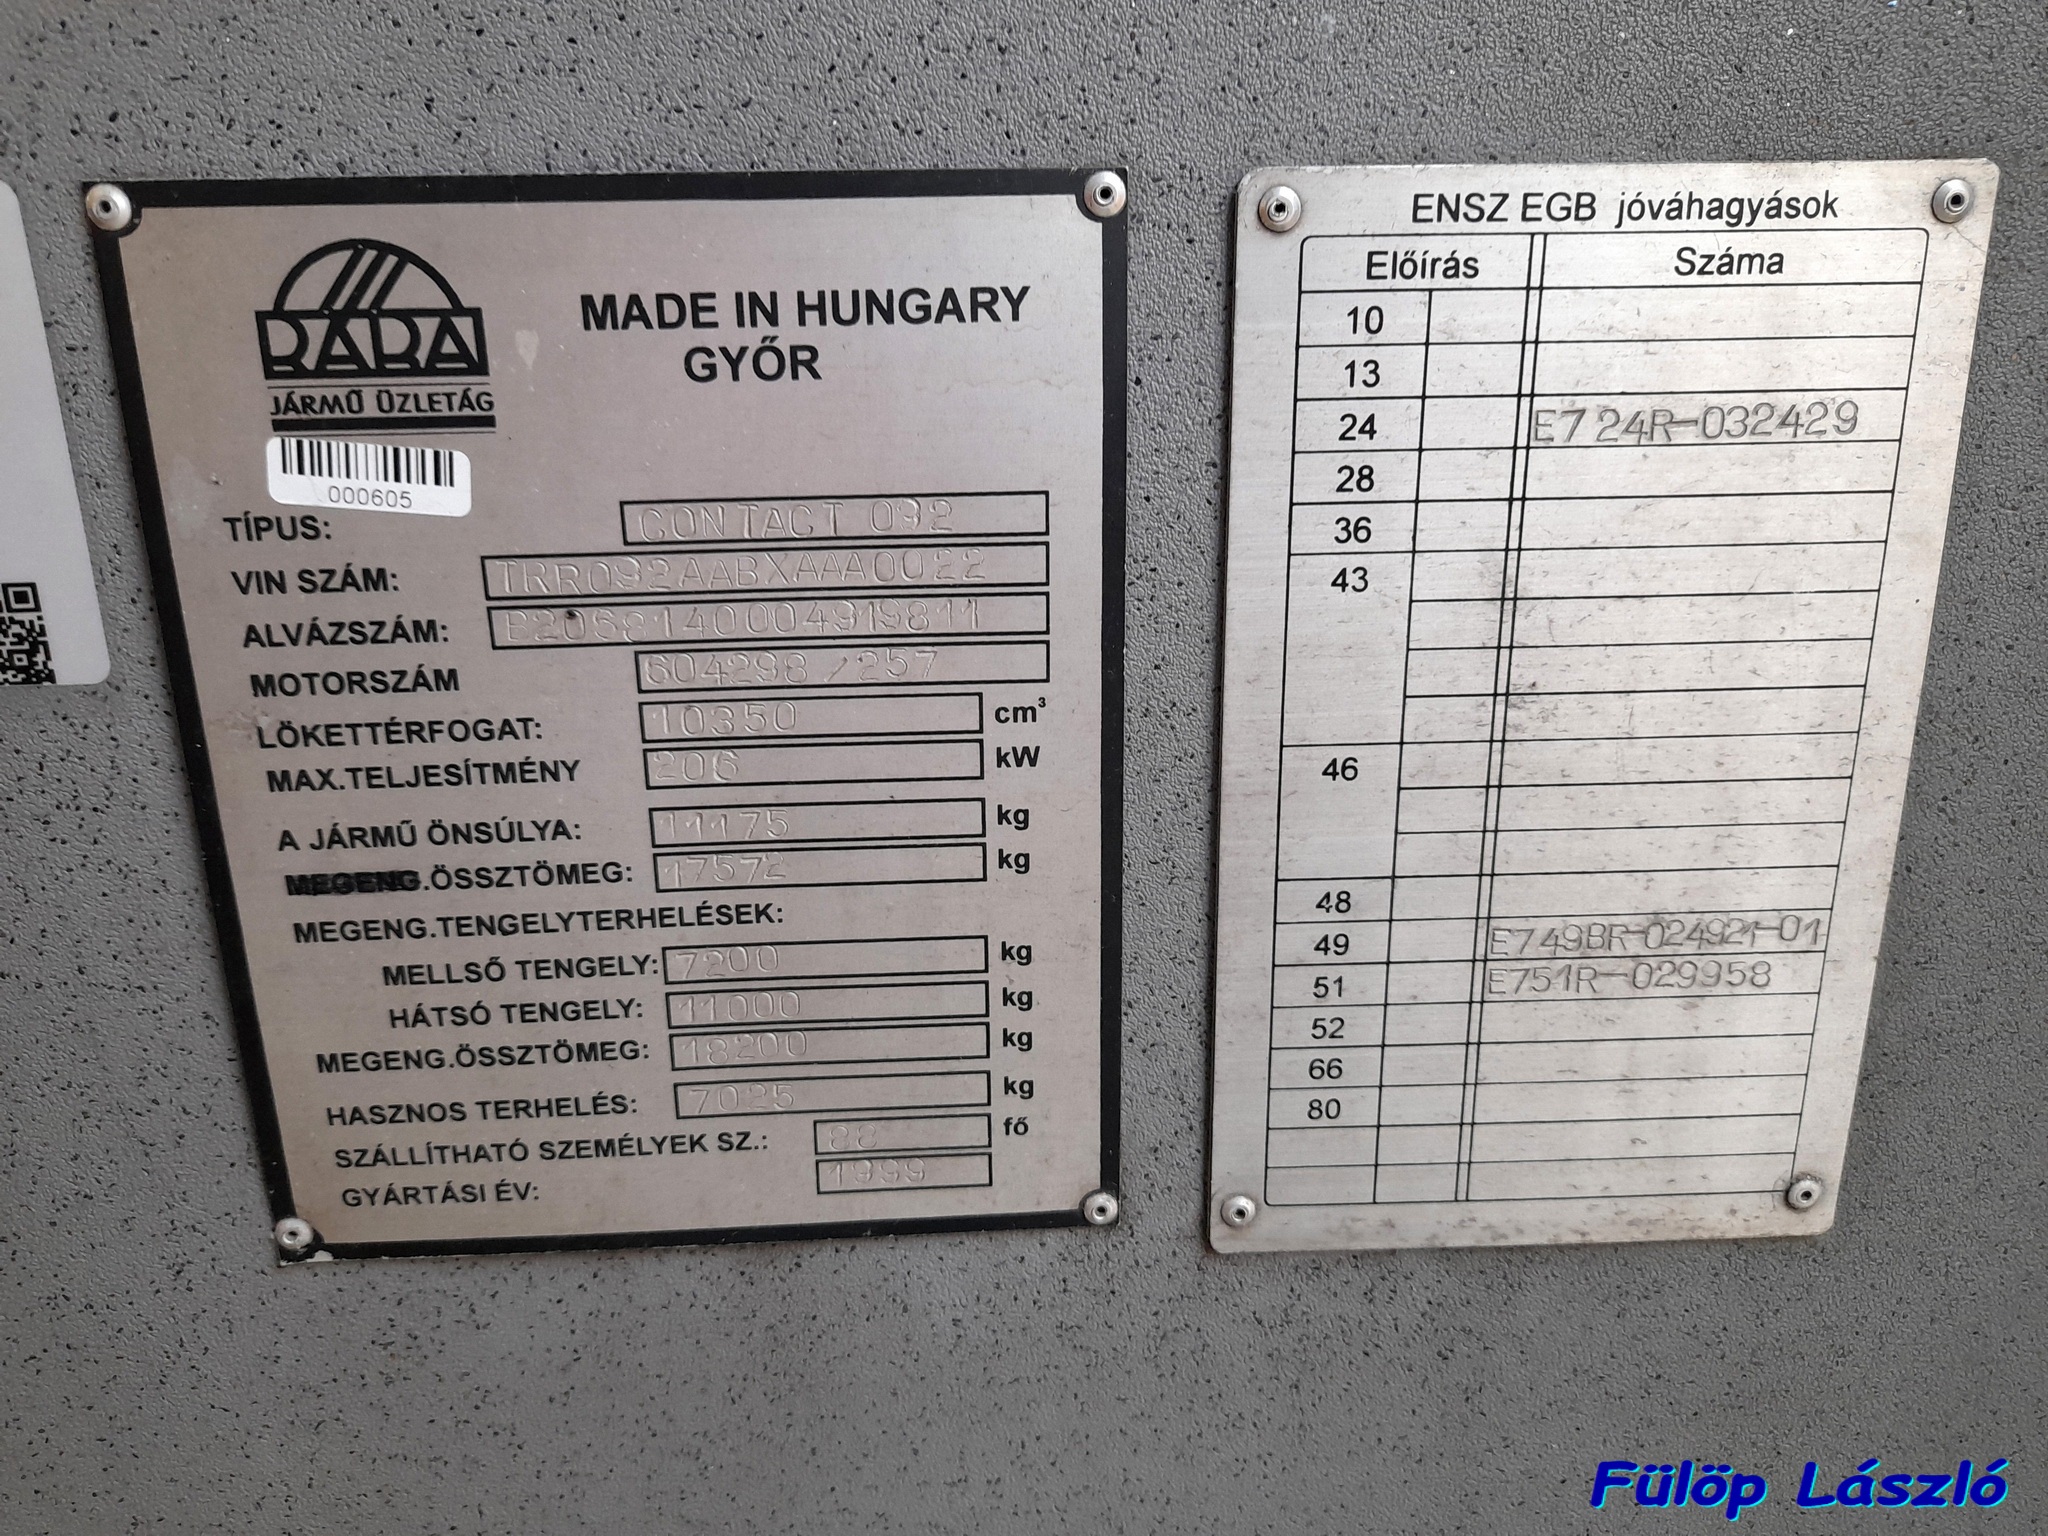 RÁBA
JÁRMŰ ÜZLETÁG
MADE IN HUNGARY
GYŐR
000605
TÍPUS: CONTACT 092
VIN SZÁM: TRR092AABXAAA0022
ALVÁZSZÁM: B2068140004919811
MOTORSZÁM 604298/257
LÖKETTÉRFOGAT: 10350 cm³
MAX.TELJESÍTMÉNY 206 kW
A JÁRMŰ ÖNSÚLYA: 11175 kg
MEGENG.ÖSSZTÖMEG: 17572 kg
MEGENG.TENGELYTERHELÉSEK:
MELLSŐ TENGELY: 7200 kg
HÁTSÓ TENGELY: 11000 kg
MEGENG.ÖSSZTÖMEG: 18200 kg
HASZNOS TERHELÉS: 7025 kg
SZÁLLÍTHATÓ SZEMÉLYEK SZ.: 88 fő
GYÁRTÁSI ÉV: 1999
ENSZ EGB jóváhagyások
Előírás Száma
10
13
24 E7 24R-032429
28
36
43
46
48
49 E749BR-024921-01
51 E751R-029958
52
66
80
Fülöp László